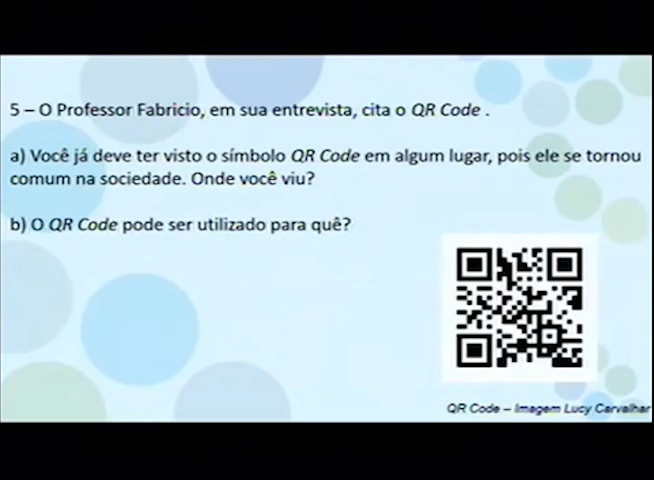 5 – O Professor Fabricio, em sua entrevista, cita o QR Code .
a) Você já deve ter visto o símbolo QR Code em algum lugar, pois ele se tornou
comum na sociedade. Onde você viu?
b) O QR Code pode ser utilizado para quê?
QR Code – Imagem Lucy Carvalhar